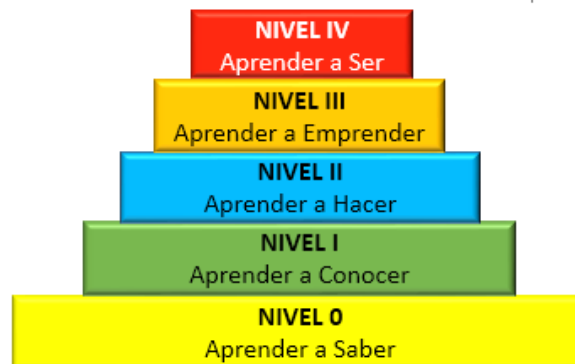 NIVEL IV
Aprender a Ser
NIVEL III
Aprender a Emprender
NIVEL II
Aprender a Hacer
NIVEL I
Aprender a Conocer
NIVEL 0
Aprender a Saber